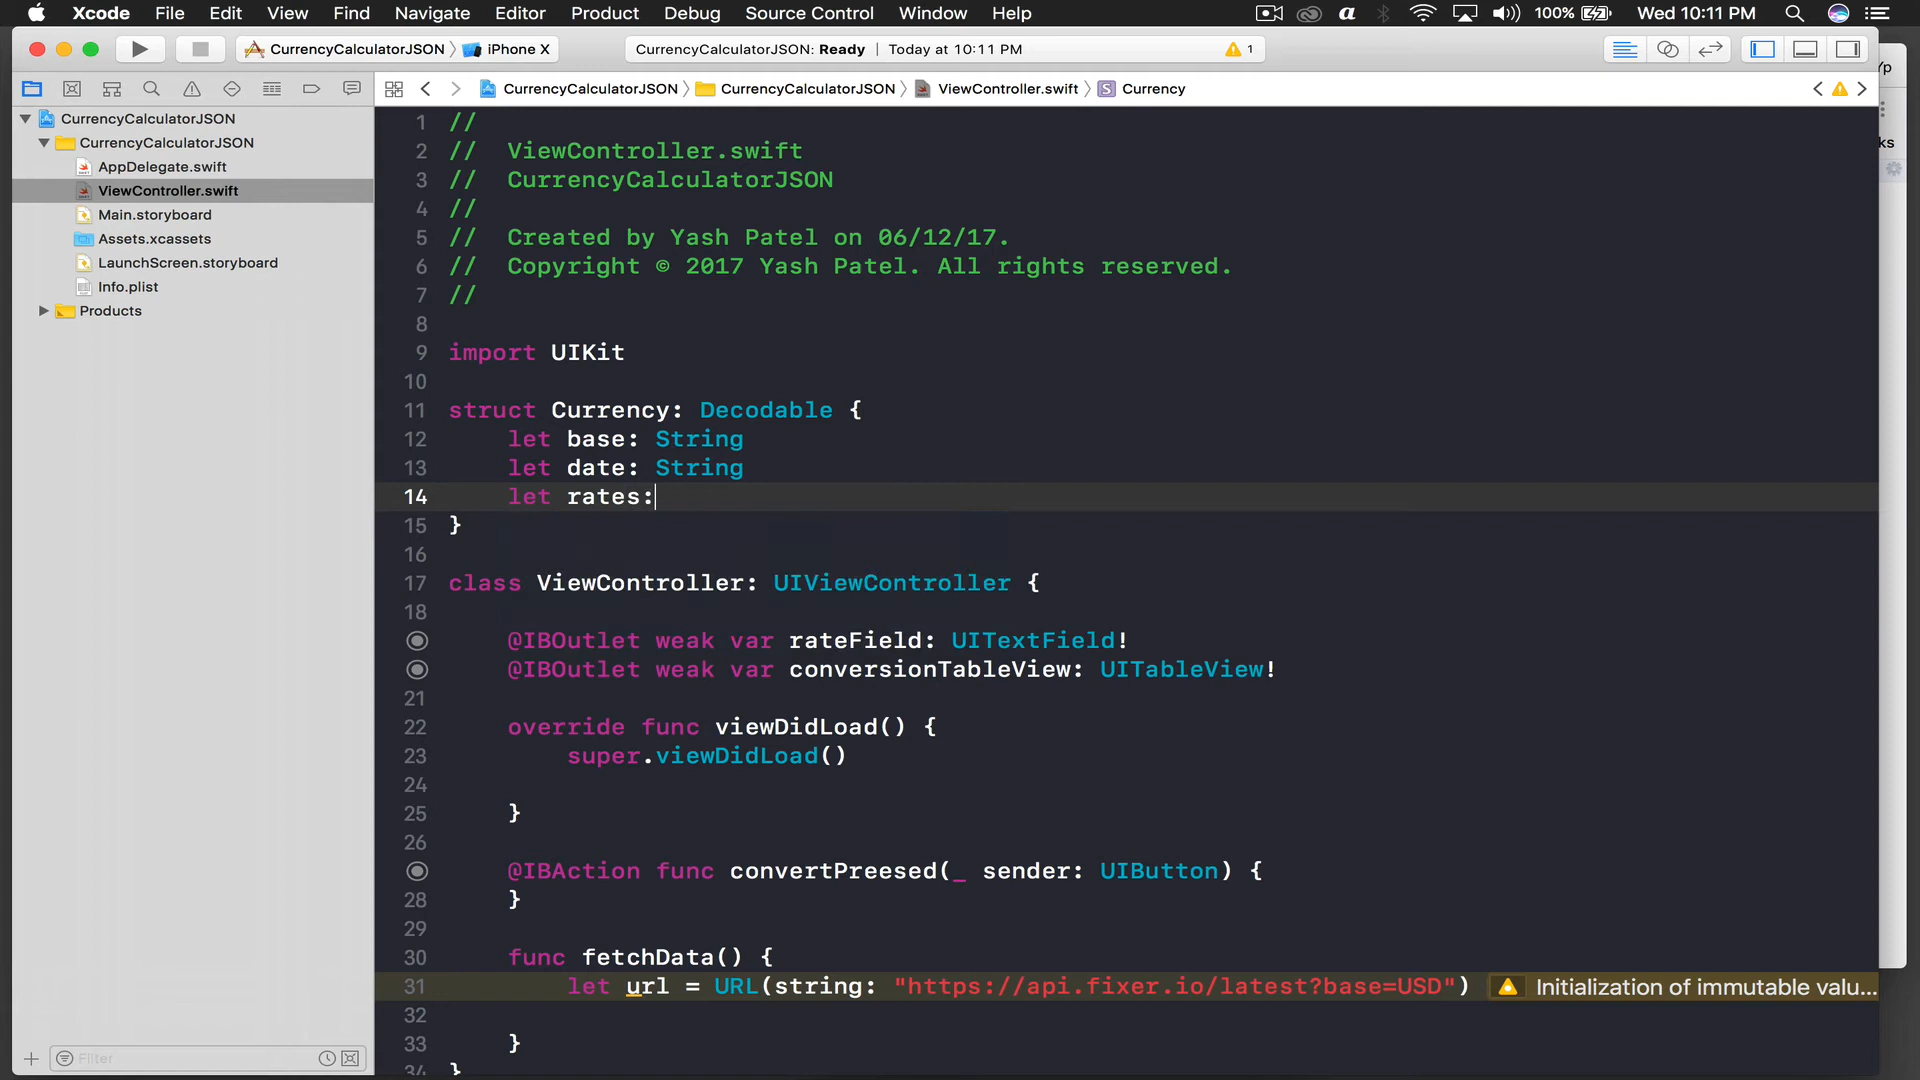 Xcode File Edit View Find Navigate Editor Product Debug Source Control Window Help 100% Wed 10:11 PM
CurrencyCalculatorJSON iPhone X CurrencyCalculatorJSON: Ready | Today at 10:11 PM 1
CurrencyCalculatorJSON CurrencyCalculatorJSON ViewController.swift S Currency
CurrencyCalculatorJSON
CurrencyCalculatorJSON
AppDelegate.swift
ViewController.swift
Main.storyboard
Assets.xcassets
LaunchScreen.storyboard
Info.plist
Products
Filter
1 //
2 //  ViewController.swift
3 //  CurrencyCalculatorJSON
4 //
5 //  Created by Yash Patel on 06/12/17.
6 //  Copyright © 2017 Yash Patel. All rights reserved.
7 //
8
9 import UIKit
10
11 struct Currency: Decodable {
12     let base: String
13     let date: String
14     let rates:
15 }
16
17 class ViewController: UIViewController {
18
@IBOutlet weak var rateField: UITextField!
@IBOutlet weak var conversionTableView: UITableView!
21
22     override func viewDidLoad() {
23         super.viewDidLoad()
24
25     }
26
@IBAction func convertPreesed(_ sender: UIButton) {
28     }
29
30     func fetchData() {
31         let url = URL(string: "https://api.fixer.io/latest?base=USD") Initialization of immutable valu...
32
33     }
34 }
yp
ks